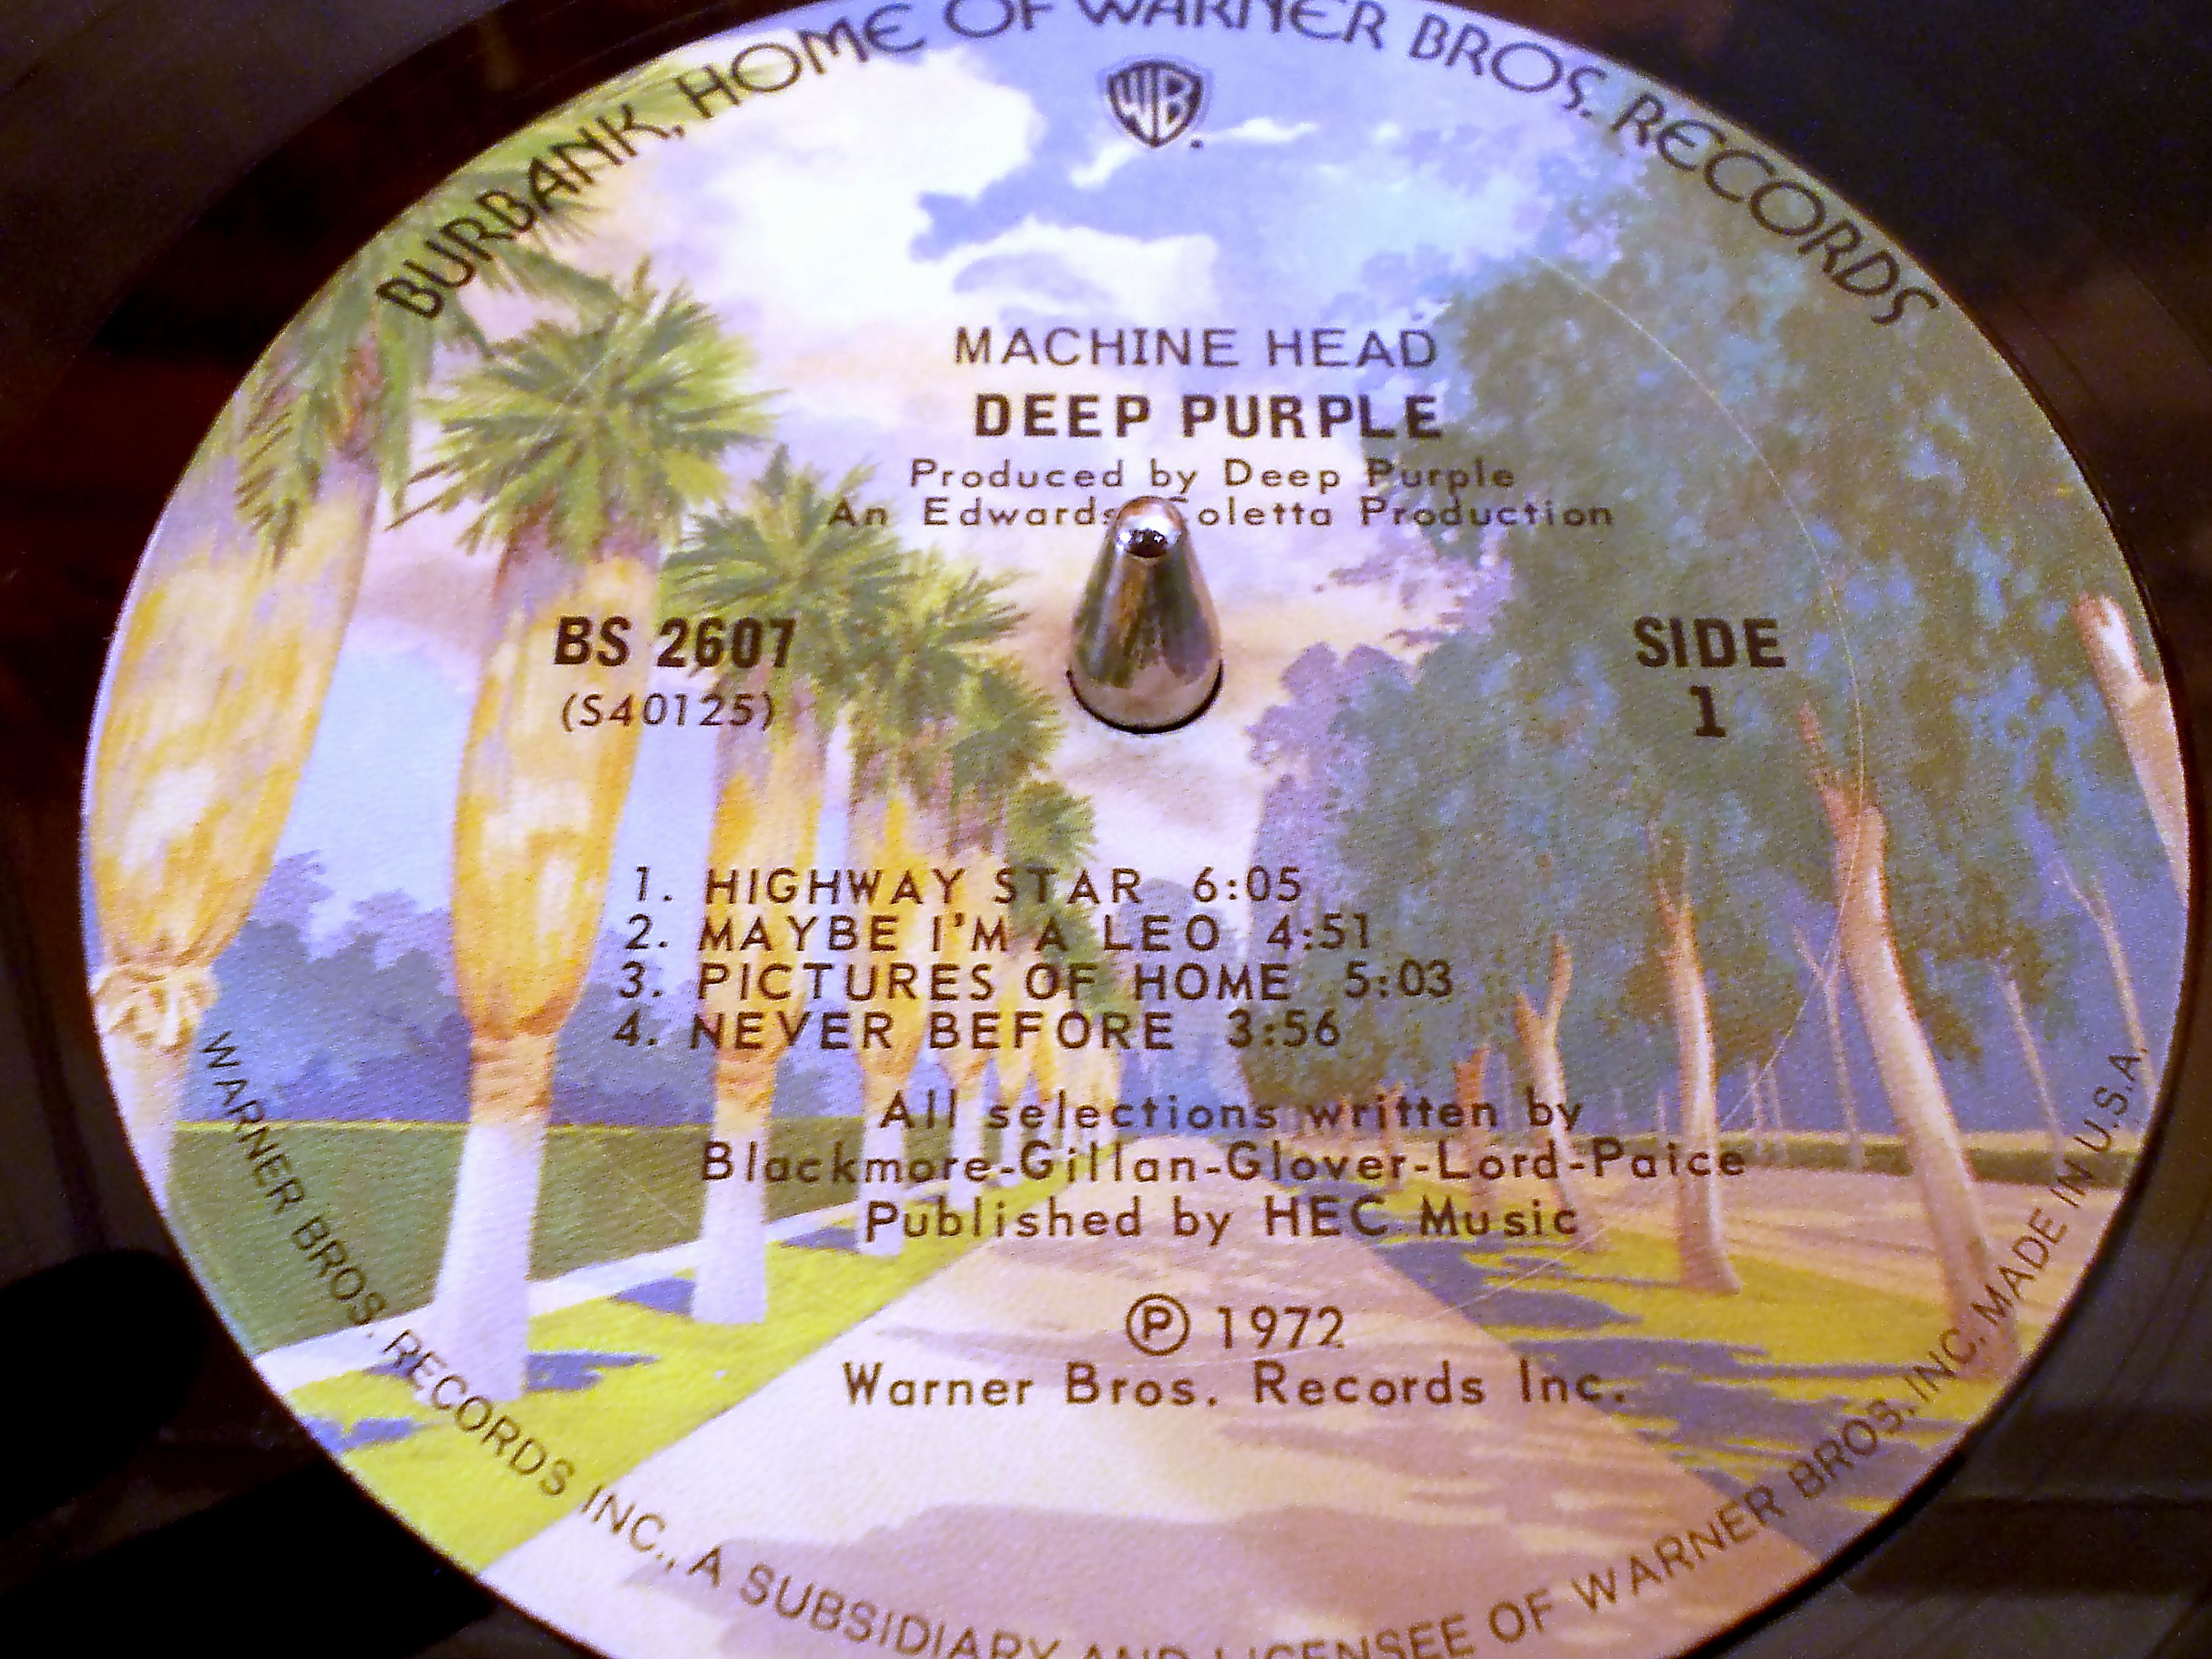 BURBANK, HOME OF WARNER BROS. RECORDS
WB
MACHINE HEAD
DEEP PURPLE
Produced by Deep Purple
An Edwards Coletta Production
BS 2607
(S40125)
SIDE
1
1. HIGHWAY STAR 6:05
2. MAYBE I'M A LEO 4:51
3. PICTURES OF HOME 5:03
4. NEVER BEFORE 3:56
All selections written by
Blackmore-Gillan-Glover-Lord-Paice
Published by HEC Music
℗ 1972
Warner Bros. Records Inc.
WARNER BROS. RECORDS INC., A SUBSIDIARY AND LICENSEE OF WARNER BROS. INC. MADE IN U.S.A.